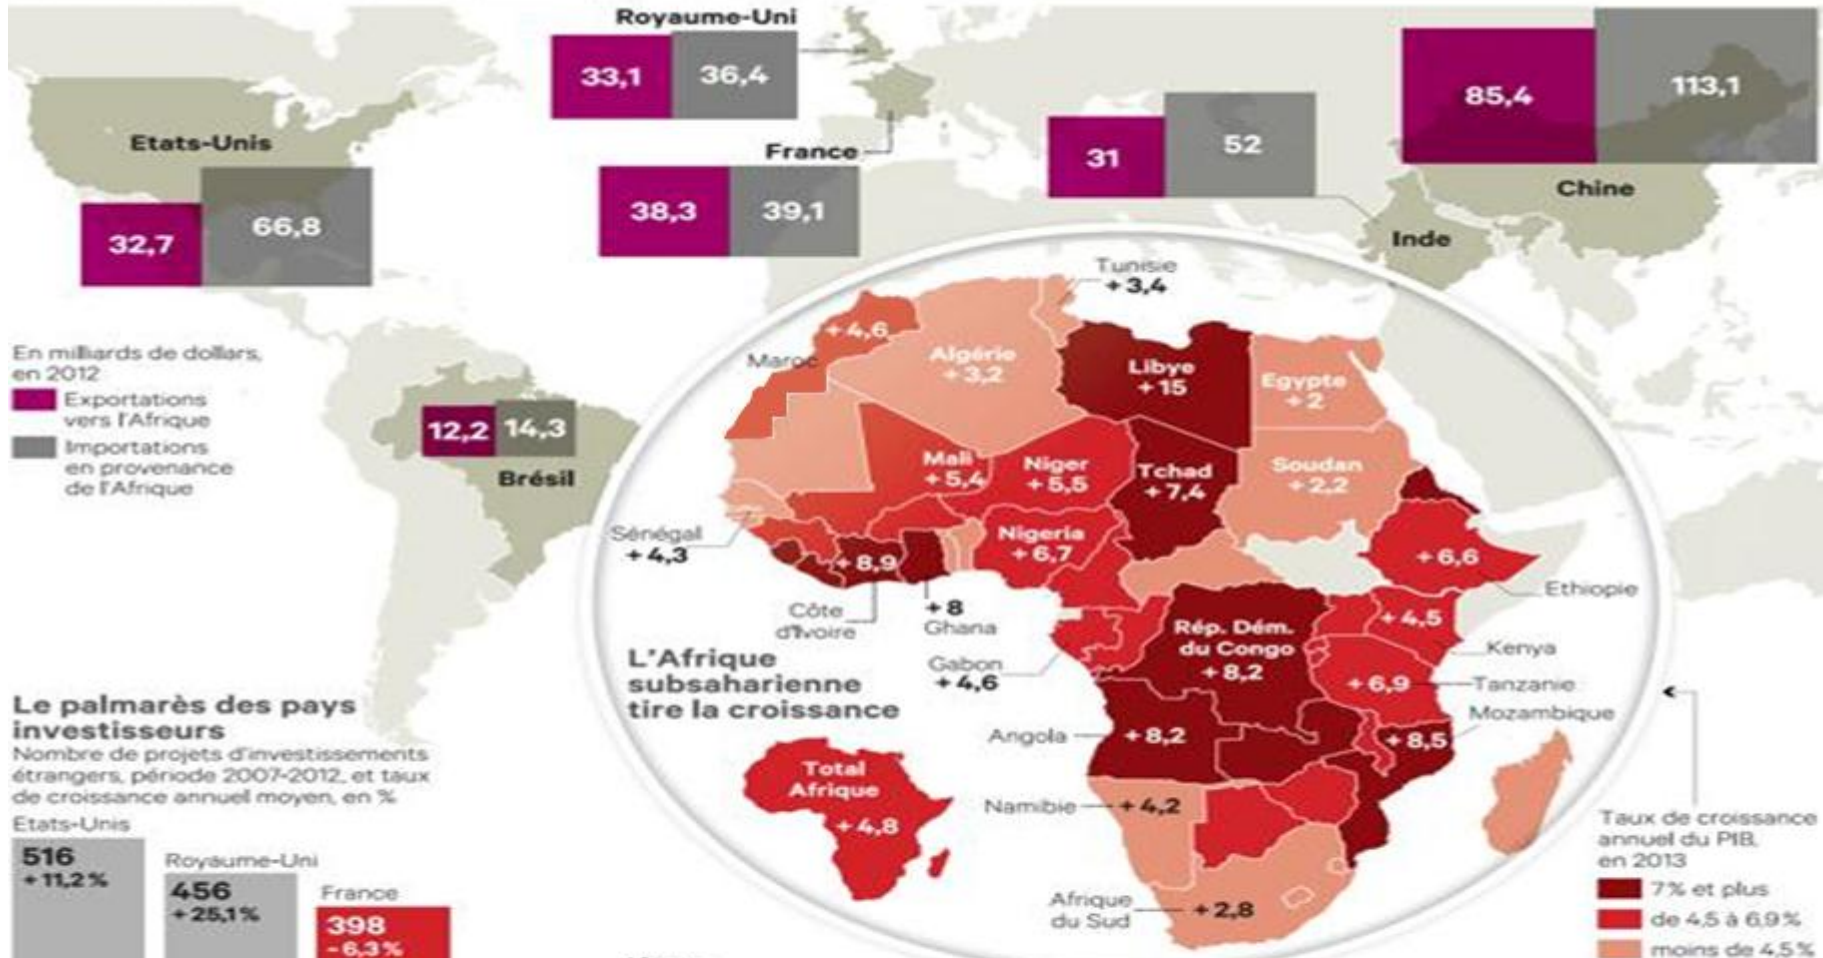 Royaume-Uni
33,1
36,4
85,4
113,1
Etats-Unis
France
31
52
Chine
38,3
39,1
32,7
66,8
Inde
Tunisie
+ 3,4
En milliards de dollars,
en 2012
Exportations
vers l'Afrique
Importations
en provenance
de l'Afrique
12,2
14,3
Brésil
+ 4,6
Maroc
Algérie
+ 3,2
Libye
+ 15
Egypte
+ 2
Mali
+ 5,4
Niger
+ 5,5
Tchad
+ 7,4
Soudan
+ 2,2
Sénégal
+ 4,3
Nigeria
+ 6,7
+ 8,9
+ 6,6
Ethiopie
Côte
d'Ivoire
+ 8
Ghana
+ 4,5
Kenya
Rép. Dém.
du Congo
+ 8,2
Gabon
+ 4,6
+ 6,9
Tanzanie
Mozambique
+ 8,5
Angola
+ 8,2
Namibie
+ 4,2
Afrique
du Sud
+ 2,8
L'Afrique
subsaharienne
tire la croissance
Total
Afrique
+ 4,8
Le palmarès des pays
investisseurs
Nombre de projets d'investissements
étrangers, période 2007-2012, et taux
de croissance annuel moyen, en %
Etats-Unis
516
+ 11,2 %
Royaume-Uni
456
+ 25,1 %
France
398
- 6,3 %
Taux de croissance
annuel du PIB,
en 2013
7 % et plus
de 4,5 à 6,9 %
moins de 4,5 %